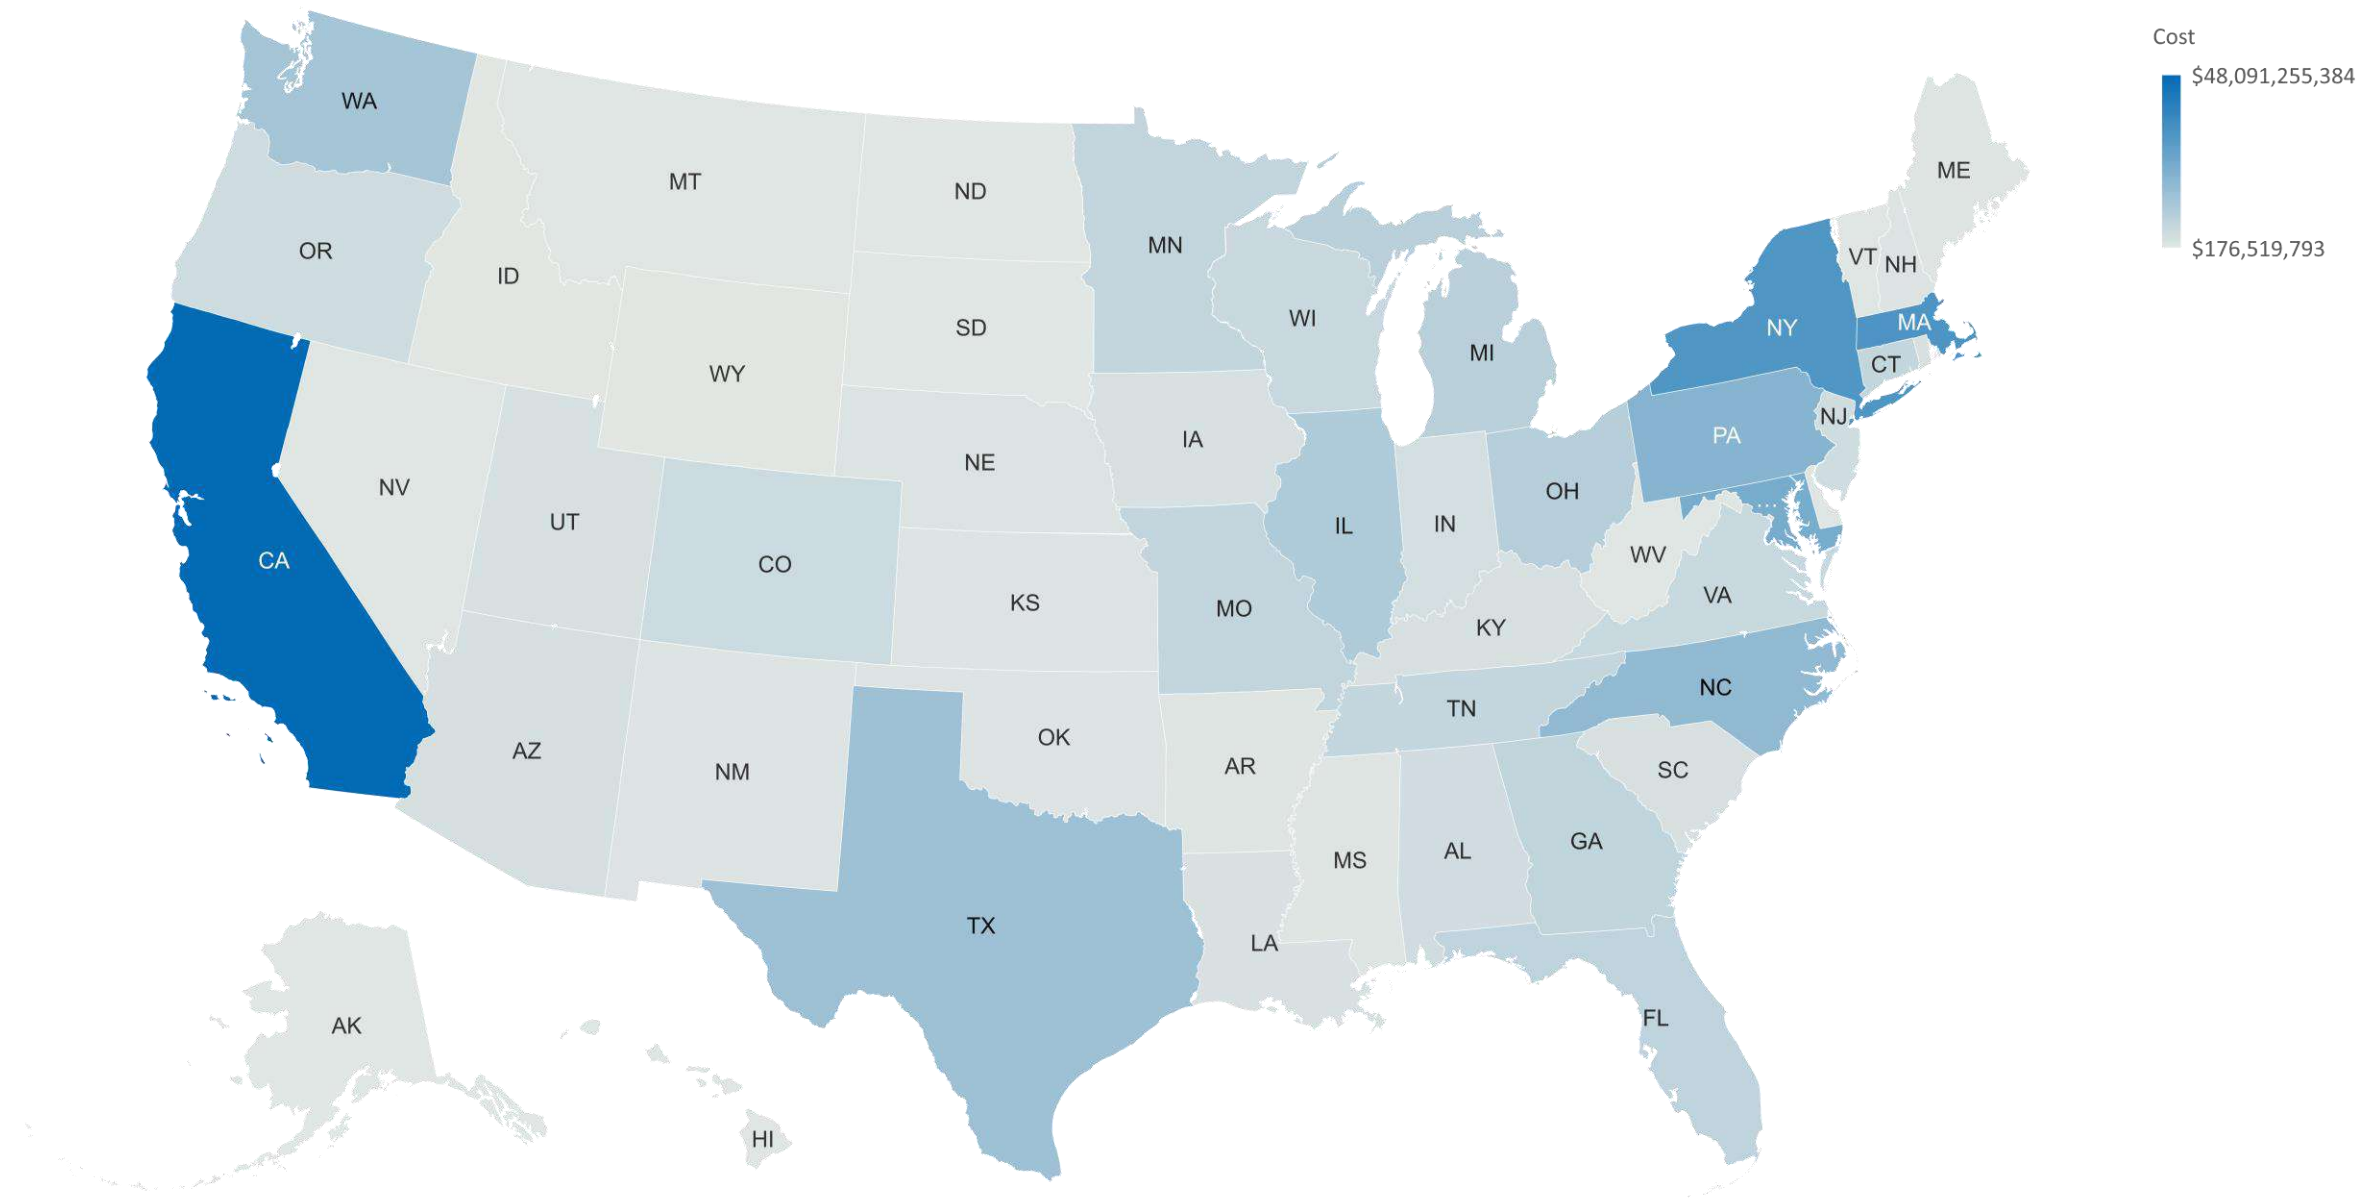 Cost
$48,091,255,384
$176,519,793
WA
MT
ND
MN
ME
OR
ID
SD
WI
MI
VT
NH
NY
MA
WY
CT
NJ
PA
IA
NE
NV
UT
CO
IL
IN
OH
...
CA
KS
MO
WV
VA
KY
NC
TN
AZ
NM
OK
AR
SC
MS
AL
GA
TX
LA
FL
AK
HI